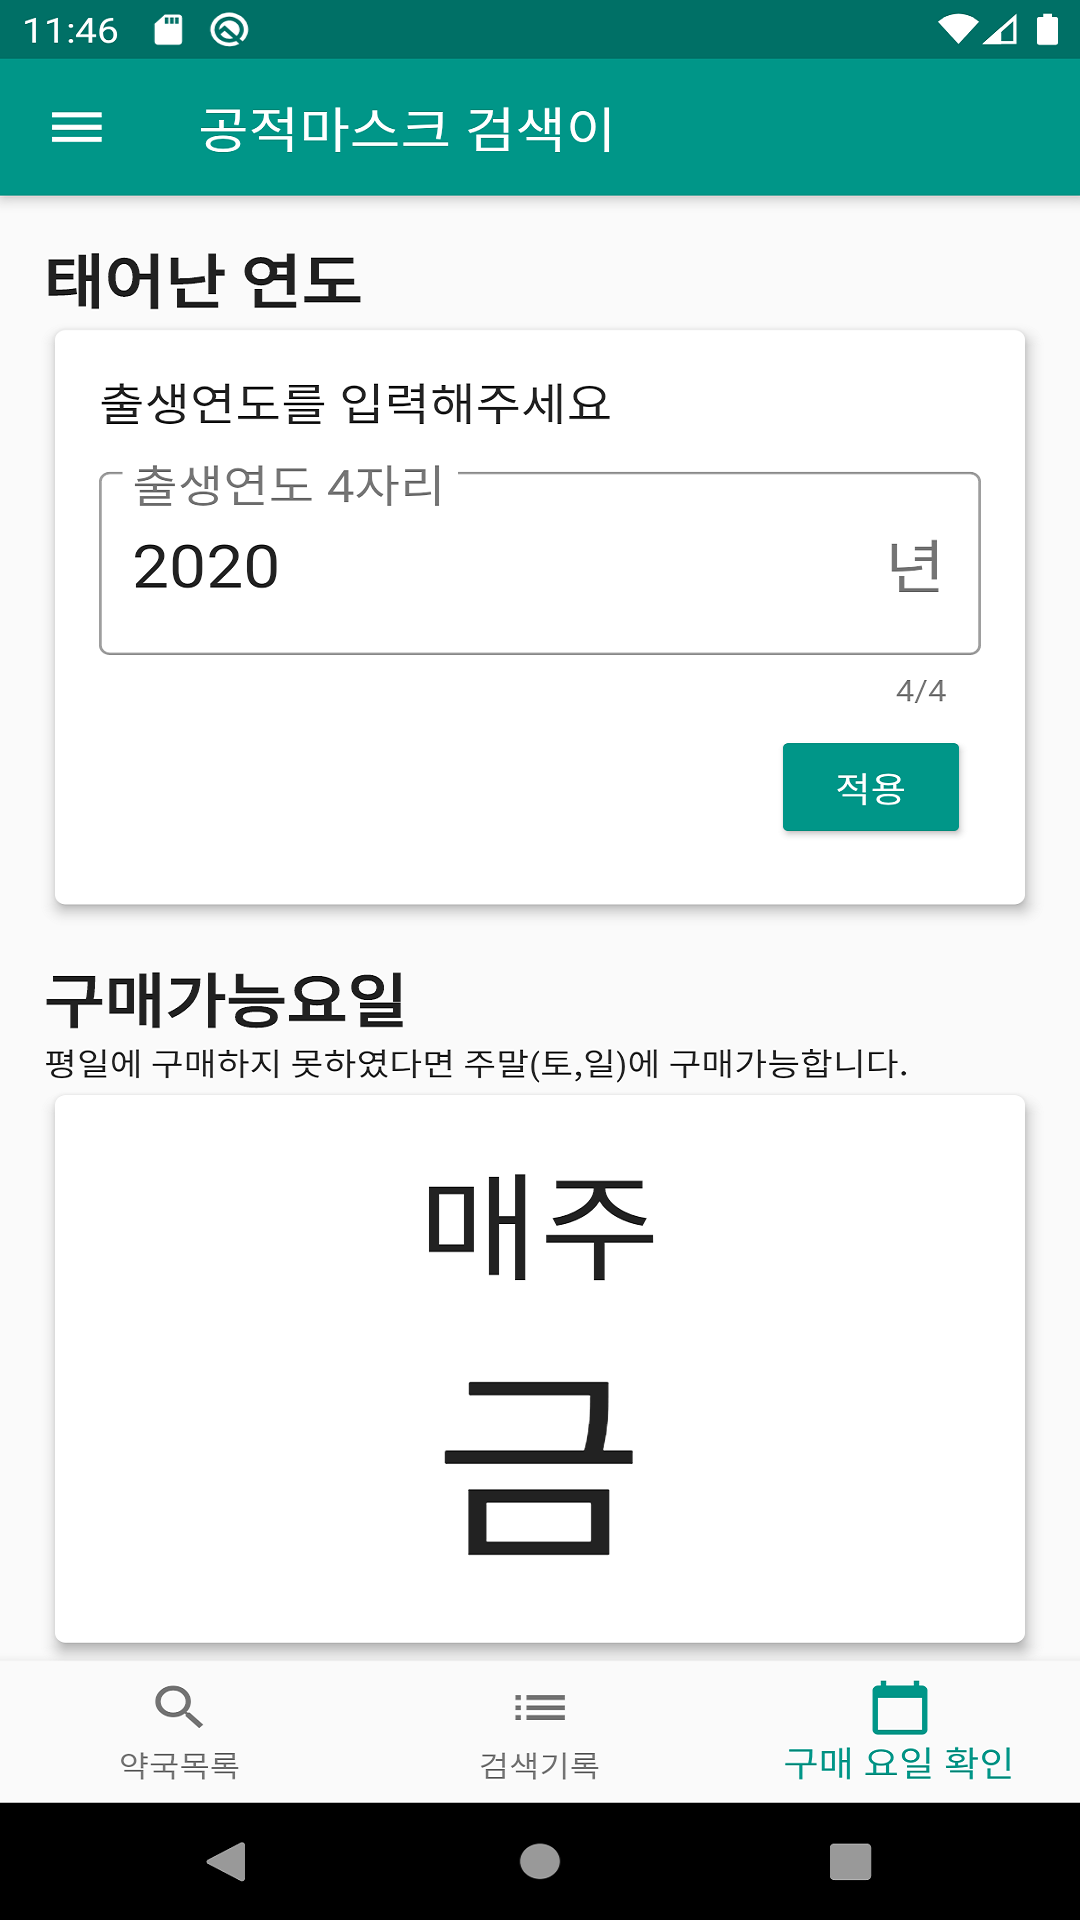 11:46
공적마스크 검색이
태어난 연도
출생연도를 입력해주세요
출생연도 4자리
2020 년
4/4
적용
구매가능요일
평일에 구매하지 못하였다면 주말(토,일)에 구매가능합니다.
매주
금
약국목록 검색기록 구매 요일 확인